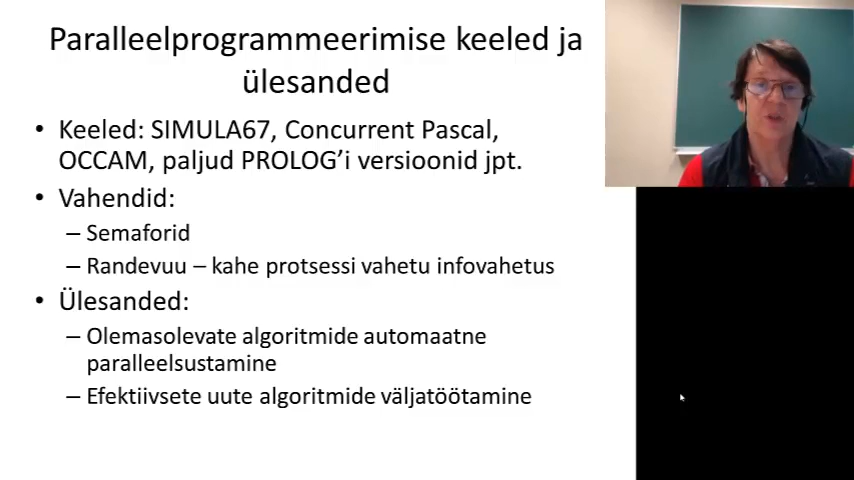 Paralleelprogrammeerimise keeled ja
ülesanded
• Keeled: SIMULA67, Concurrent Pascal,
OCCAM, paljud PROLOG’i versioonid jpt.
• Vahendid:
– Semaforid
– Randevuu – kahe protsessi vahetu infovahetus
• Ülesanded:
– Olemasolevate algoritmide automaatne
paralleelsustamine
– Efektiivsete uute algoritmide väljatöötamine